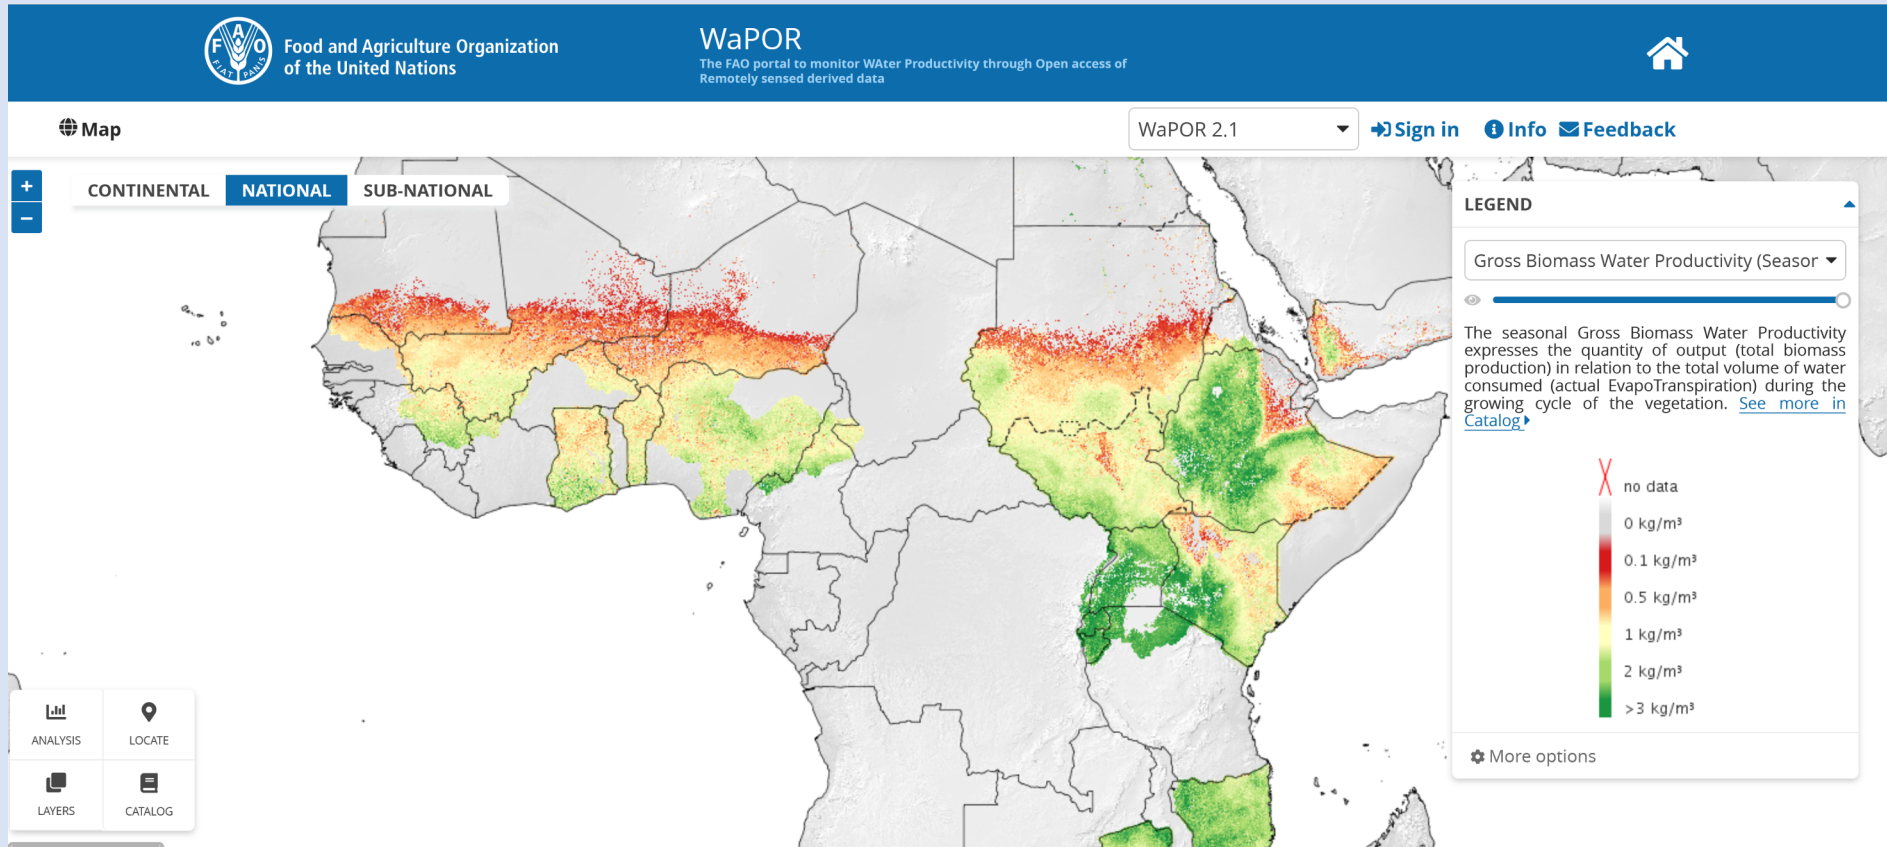 FAO
FIAT PANIS
Food and Agriculture Organization
of the United Nations
WaPOR
The FAO portal to monitor WAter Productivity through Open access of
Remotely sensed derived data
Map
WaPOR 2.1
Sign in
Info
Feedback
+
−
CONTINENTAL
NATIONAL
SUB-NATIONAL
LEGEND
Gross Biomass Water Productivity (Seasor
The seasonal Gross Biomass Water Productivity
expresses the quantity of output (total biomass
production) in relation to the total volume of water
consumed (actual EvapoTranspiration) during the
growing cycle of the vegetation. See more in
Catalog
no data
0 kg/m³
0.1 kg/m³
0.5 kg/m³
1 kg/m³
2 kg/m³
>3 kg/m³
More options
ANALYSIS
LOCATE
LAYERS
CATALOG